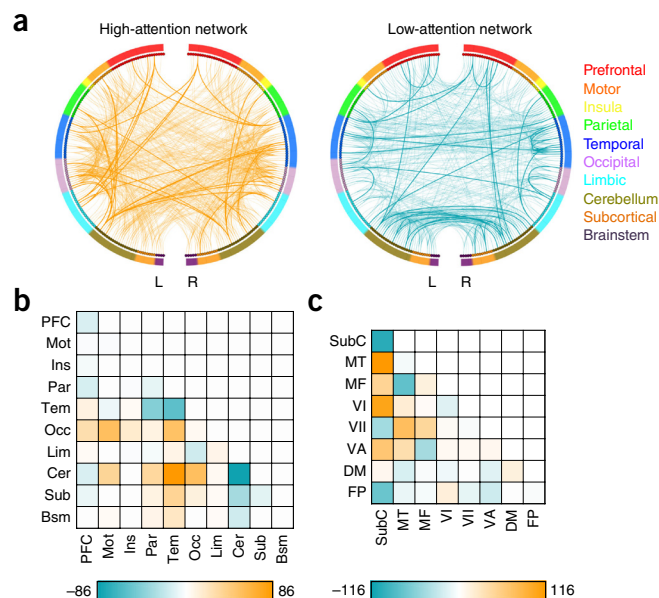 a
High-attention network
Low-attention network
Prefrontal
Motor
Insula
Parietal
Temporal
Occipital
Limbic
Cerebellum
Subcortical
Brainstem
L R
L R
b
PFC
Mot
Ins
Par
Tem
Occ
Lim
Cer
Sub
Bsm
PFC Mot Ins Par Tem Occ Lim Cer Sub Bsm
−86 86
c
SubC
MT
MF
VI
VII
VA
DM
FP
SubC MT MF VI VII VA DM FP
−116 116